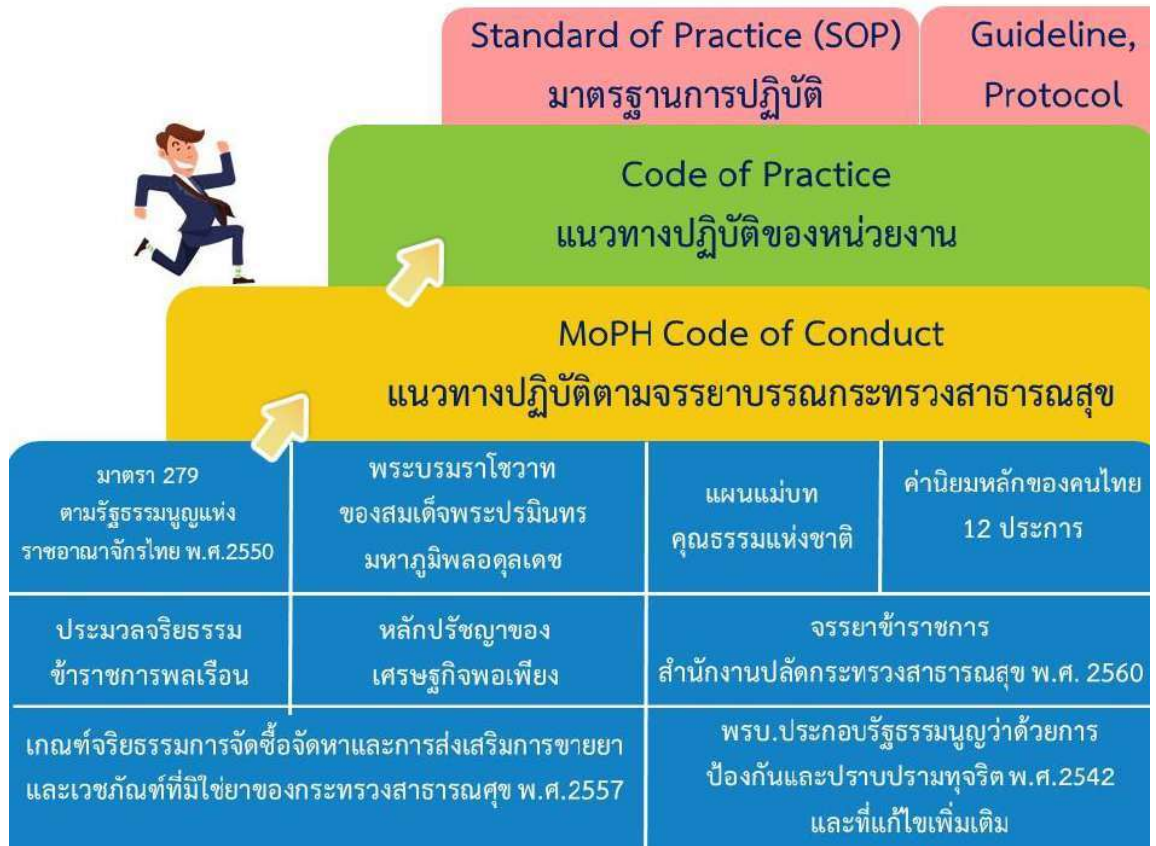 Standard of Practice (SOP)
มาตรฐานการปฏิบัติ
Guideline,
Protocol
Code of Practice
แนวทางปฏิบัติของหน่วยงาน
MoPH Code of Conduct
แนวทางปฏิบัติตามจรรยาบรรณกระทรวงสาธารณสุข
มาตรา 279
ตามรัฐธรรมนูญแห่ง
ราชอาณาจักรไทย พ.ศ.2550
พระบรมราโชวาท
ของสมเด็จพระปรมินทร
มหาภูมิพลอดุลเดช
แผนแม่บท
คุณธรรมแห่งชาติ
ค่านิยมหลักของคนไทย
12 ประการ
ประมวลจริยธรรม
ข้าราชการพลเรือน
หลักปรัชญาของ
เศรษฐกิจพอเพียง
จรรยาข้าราชการ
สำนักงานปลัดกระทรวงสาธารณสุข พ.ศ. 2560
เกณฑ์จริยธรรมการจัดซื้อจัดหาและการส่งเสริมการขายยา
และเวชภัณฑ์ที่มิใช่ยาของกระทรวงสาธารณศุข พ.ศ.2557
พรบ.ประกอบรัฐธรรมนูญว่าด้วยการ
ป้องกันและปราบปรามทุจริต พ.ศ.2542
และที่แก้ไขเพิ่มเติม